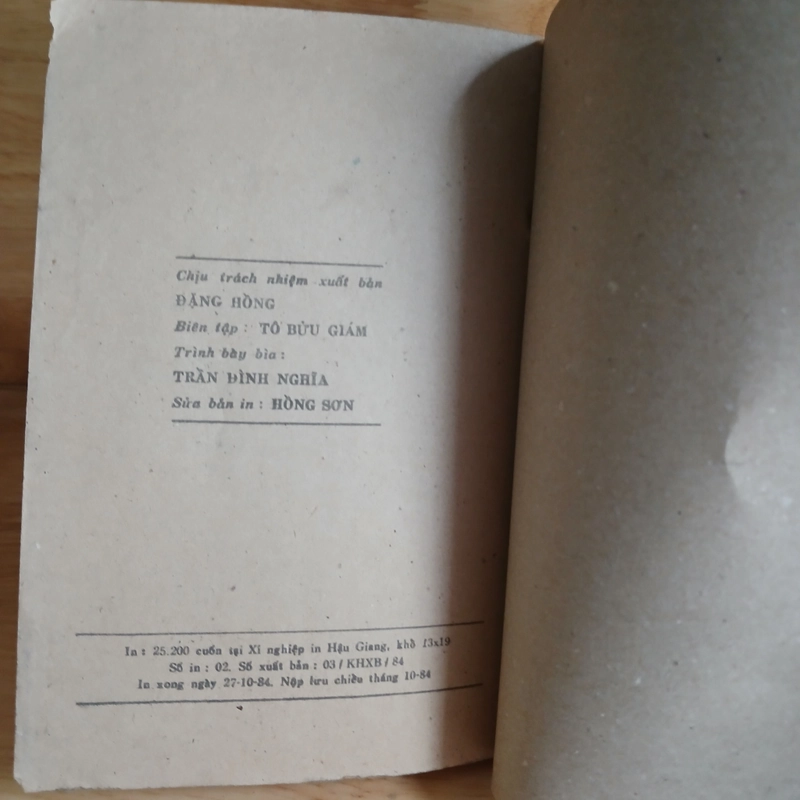 Chịu trách nhiệm xuất bản
ĐẶNG HỒNG
Biên tập : TÔ BỬU GIÁM
Trình bày bìa :
TRẦN ĐÌNH NGHĨA
Sửa bản in : HỒNG SƠN
In : 25.200 cuốn tại Xí nghiệp in Hậu Giang, khổ 13x19
Số in : 02. Số xuất bản : 03 / KHXB / 84
In xong ngày 27-10-84. Nộp lưu chiểu tháng 10-84